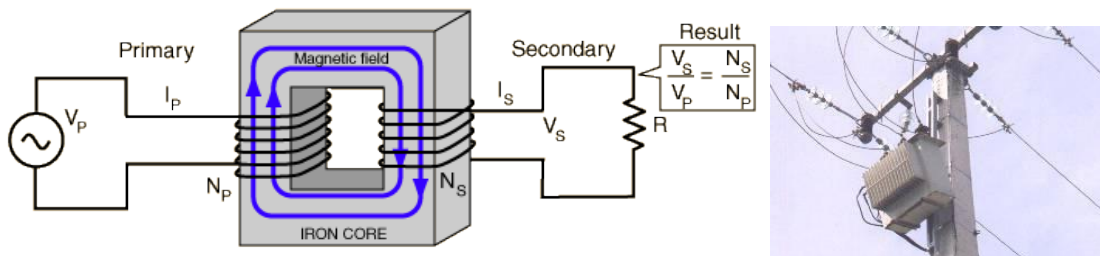 Primary
I_P
V_P
N_P
Magnetic field
IRON CORE
Secondary
I_S
V_S
N_S
R
Result
V_S / V_P = N_S / N_P